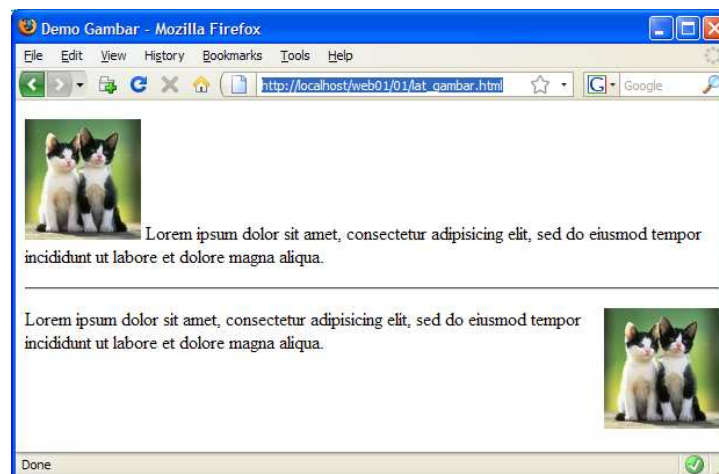 Demo Gambar - Mozilla Firefox
File Edit View History Bookmarks Tools Help
http://localhost/web01/01/lat_gambar.html G Google
Lorem ipsum dolor sit amet, consectetur adipisicing elit, sed do eiusmod tempor
incididunt ut labore et dolore magna aliqua.
Lorem ipsum dolor sit amet, consectetur adipisicing elit, sed do eiusmod tempor
incididunt ut labore et dolore magna aliqua.
Done